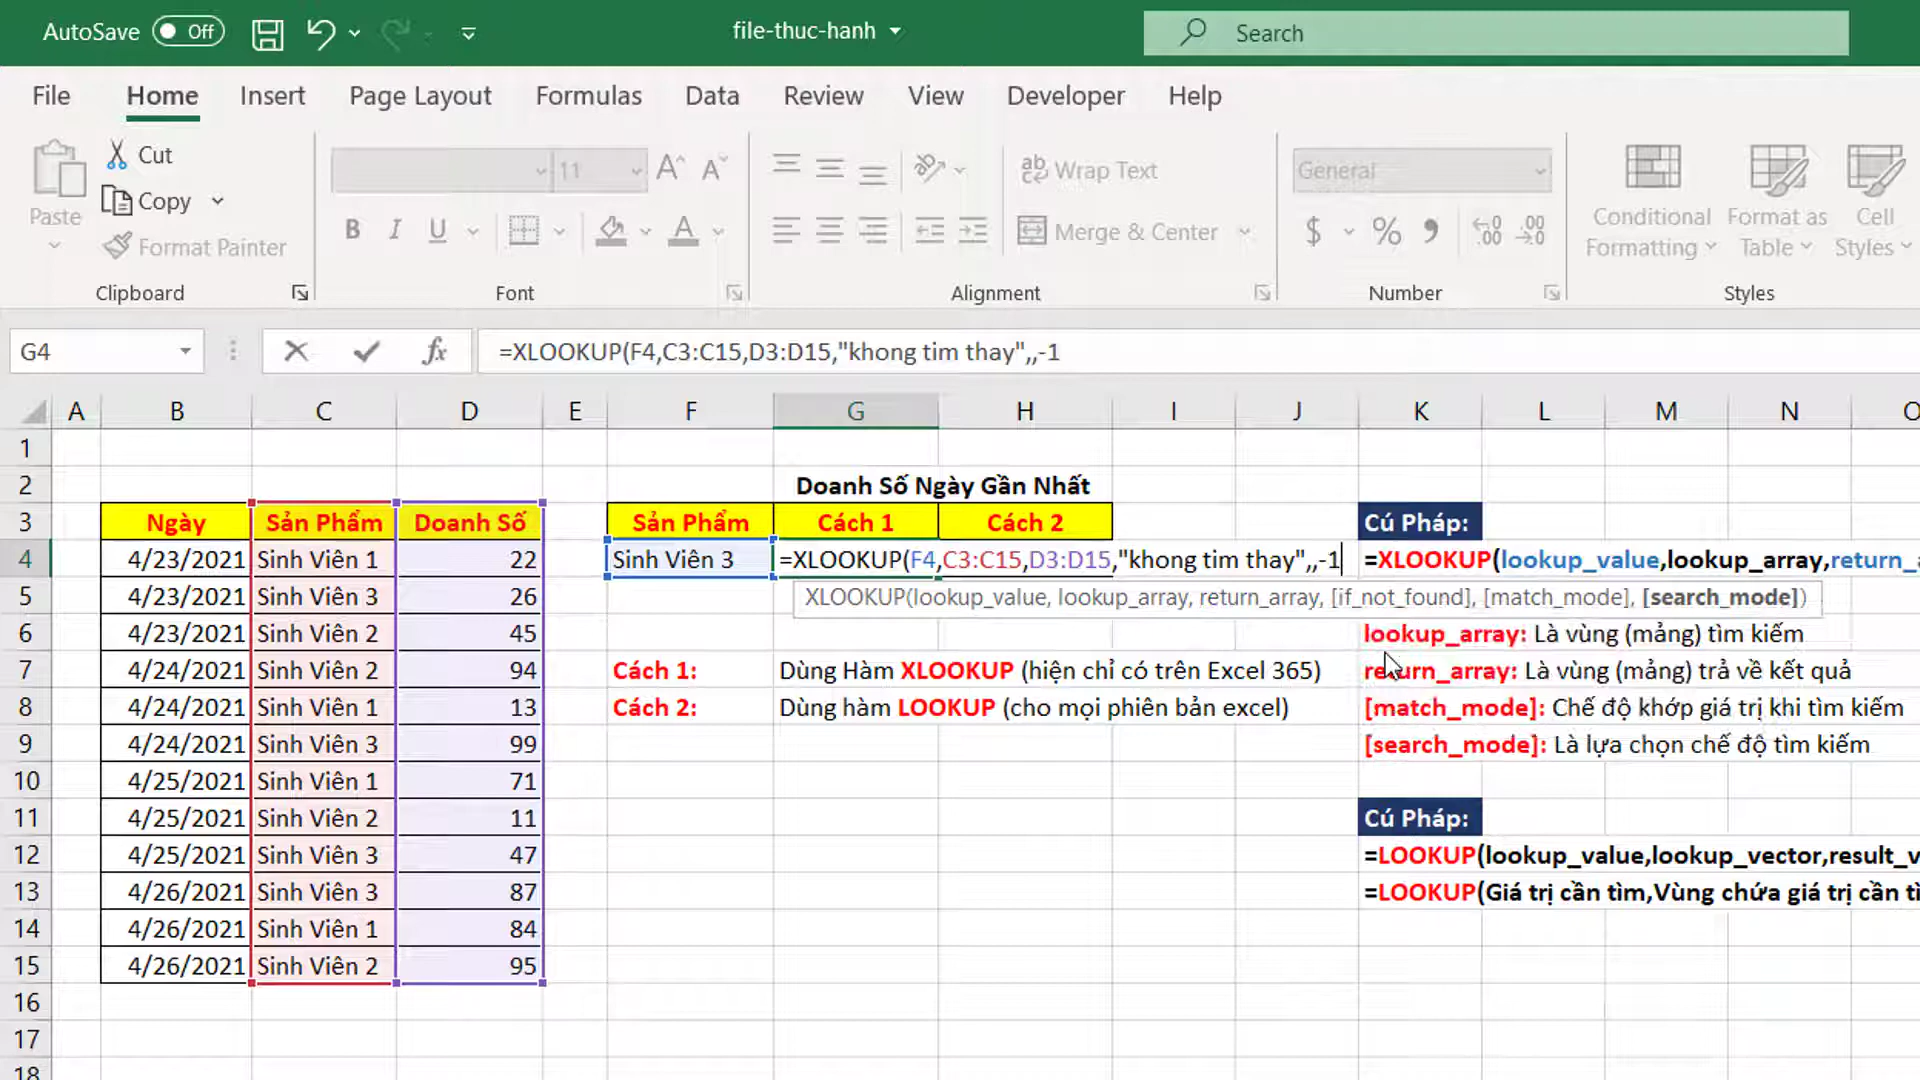 AutoSave Off file-thuc-hanh Search
File Home Insert Page Layout Formulas Data Review View Developer Help
Paste Cut Copy Format Painter
Clipboard
11
B I U A
Font
Wrap Text
Merge & Center
Alignment
General
$ % 9 .00 .00
Number
Conditional Formatting Format as Table Cell Styles
Styles
G4 fx =XLOOKUP(F4,C3:C15,D3:D15,"khong tim thay",,-1
A B C D E F G H I J K L M N O
1
2 Doanh Số Ngày Gần Nhất
3 Ngày Sản Phẩm Doanh Số Sản Phẩm Cách 1 Cách 2 Cú Pháp:
4 4/23/2021 Sinh Viên 1 22 Sinh Viên 3 =XLOOKUP(F4,C3:C15,D3:D15,"khong tim thay",,-1 =XLOOKUP(lookup_value,lookup_array,return_
5 4/23/2021 Sinh Viên 3 26 XLOOKUP(lookup_value, lookup_array, return_array, [if_not_found], [match_mode], [search_mode])
6 4/23/2021 Sinh Viên 2 45 lookup_array: Là vùng (mảng) tìm kiếm
7 4/24/2021 Sinh Viên 2 94 Cách 1: Dùng Hàm XLOOKUP (hiện chỉ có trên Excel 365) return_array: Là vùng (mảng) trả về kết quả
8 4/24/2021 Sinh Viên 1 13 Cách 2: Dùng hàm LOOKUP (cho mọi phiên bản excel) [match_mode]: Chế độ khớp giá trị khi tìm kiếm
9 4/24/2021 Sinh Viên 3 99 [search_mode]: Là lựa chọn chế độ tìm kiếm
10 4/25/2021 Sinh Viên 1 71
11 4/25/2021 Sinh Viên 2 11 Cú Pháp:
12 4/25/2021 Sinh Viên 3 47 =LOOKUP(lookup_value,lookup_vector,result_v
13 4/26/2021 Sinh Viên 3 87 =LOOKUP(Giá trị cần tìm,Vùng chứa giá trị cần
14 4/26/2021 Sinh Viên 1 84
15 4/26/2021 Sinh Viên 2 95
16
17
18